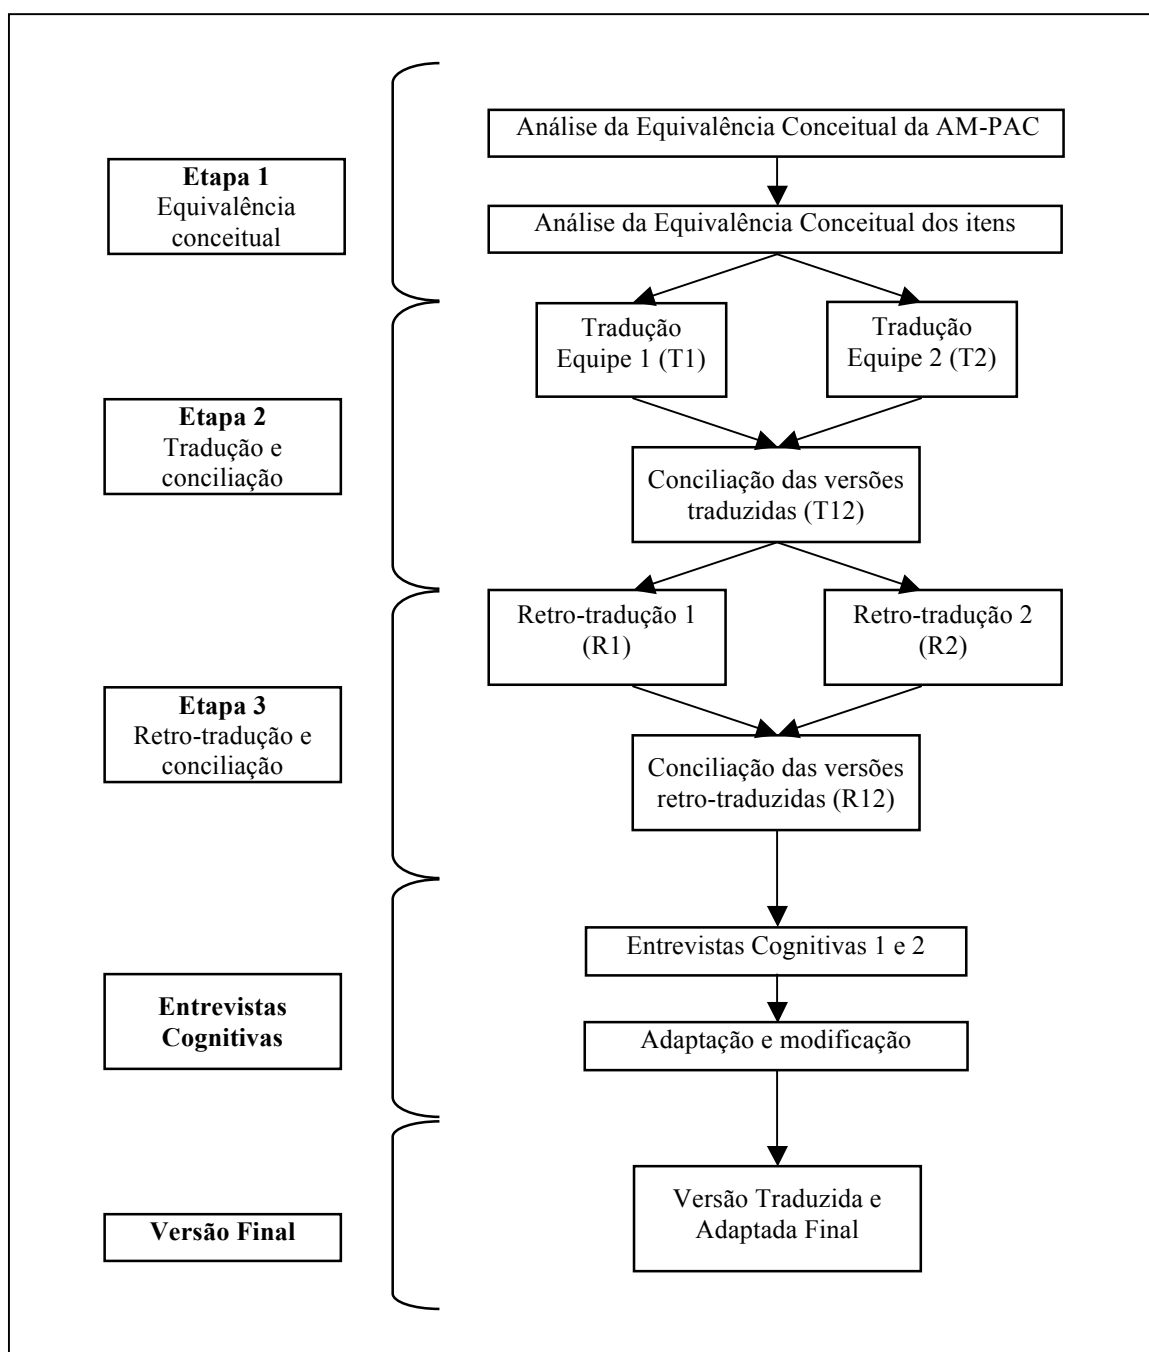 Análise da Equivalência Conceitual da AM-PAC
Etapa 1
Equivalência
conceitual
Análise da Equivalência Conceitual dos itens
Tradução
Equipe 1 (T1)
Tradução
Equipe 2 (T2)
Etapa 2
Tradução e
conciliação
Conciliação das versões
traduzidas (T12)
Retro-tradução 1
(R1)
Retro-tradução 2
(R2)
Etapa 3
Retro-tradução e
conciliação
Conciliação das versões
retro-traduzidas (R12)
Entrevistas Cognitivas 1 e 2
Entrevistas
Cognitivas
Adaptação e modificação
Versão Traduzida e
Adaptada Final
Versão Final